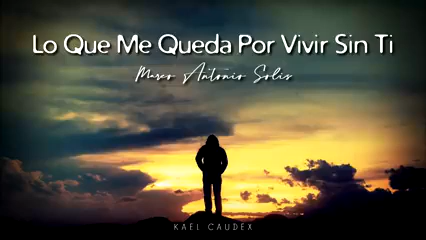 Lo Que Me Queda Por Vivir Sin Ti
Marco Antonio Solís
KAEL CAUDEX